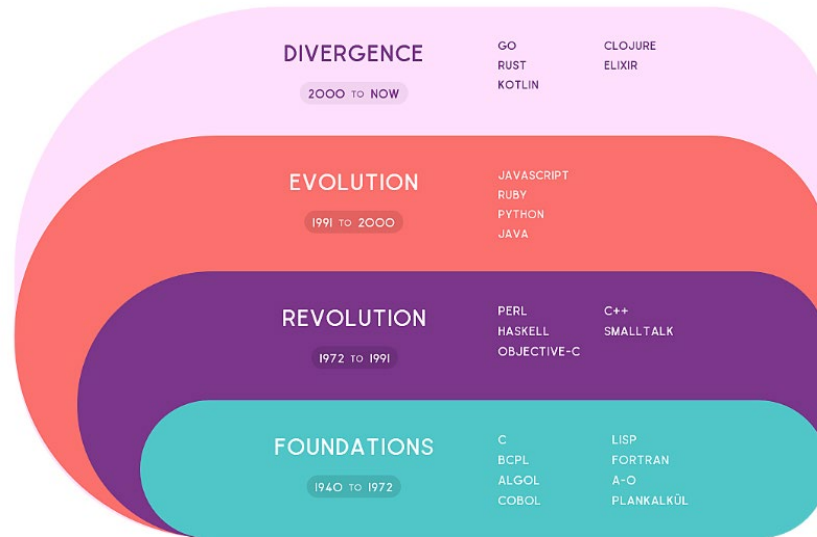 DIVERGENCE
2000 TO NOW
GO
RUST
KOTLIN
CLOJURE
ELIXIR
EVOLUTION
1991 TO 2000
JAVASCRIPT
RUBY
PYTHON
JAVA
REVOLUTION
1972 TO 1991
PERL
HASKELL
OBJECTIVE-C
C++
SMALLTALK
FOUNDATIONS
1940 TO 1972
C
BCPL
ALGOL
COBOL
LISP
FORTRAN
A-O
PLANKALKÜL